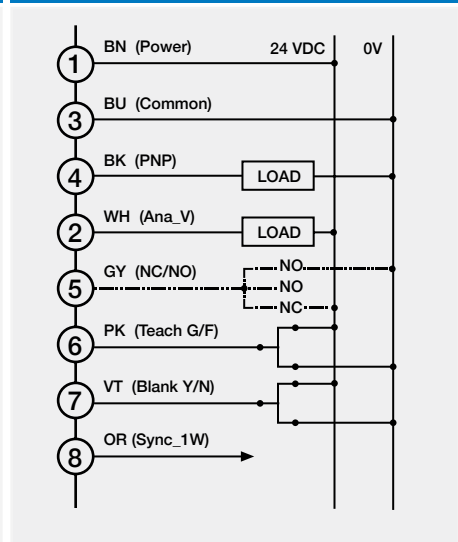 BN (Power) 24 VDC 0V
1
BU (Common)
3
BK (PNP)
4 LOAD
WH (Ana_V)
2 LOAD
GY (NC/NO) NO
5 NO
NC
PK (Teach G/F)
6
VT (Blank Y/N)
7
OR (Sync_1W)
8